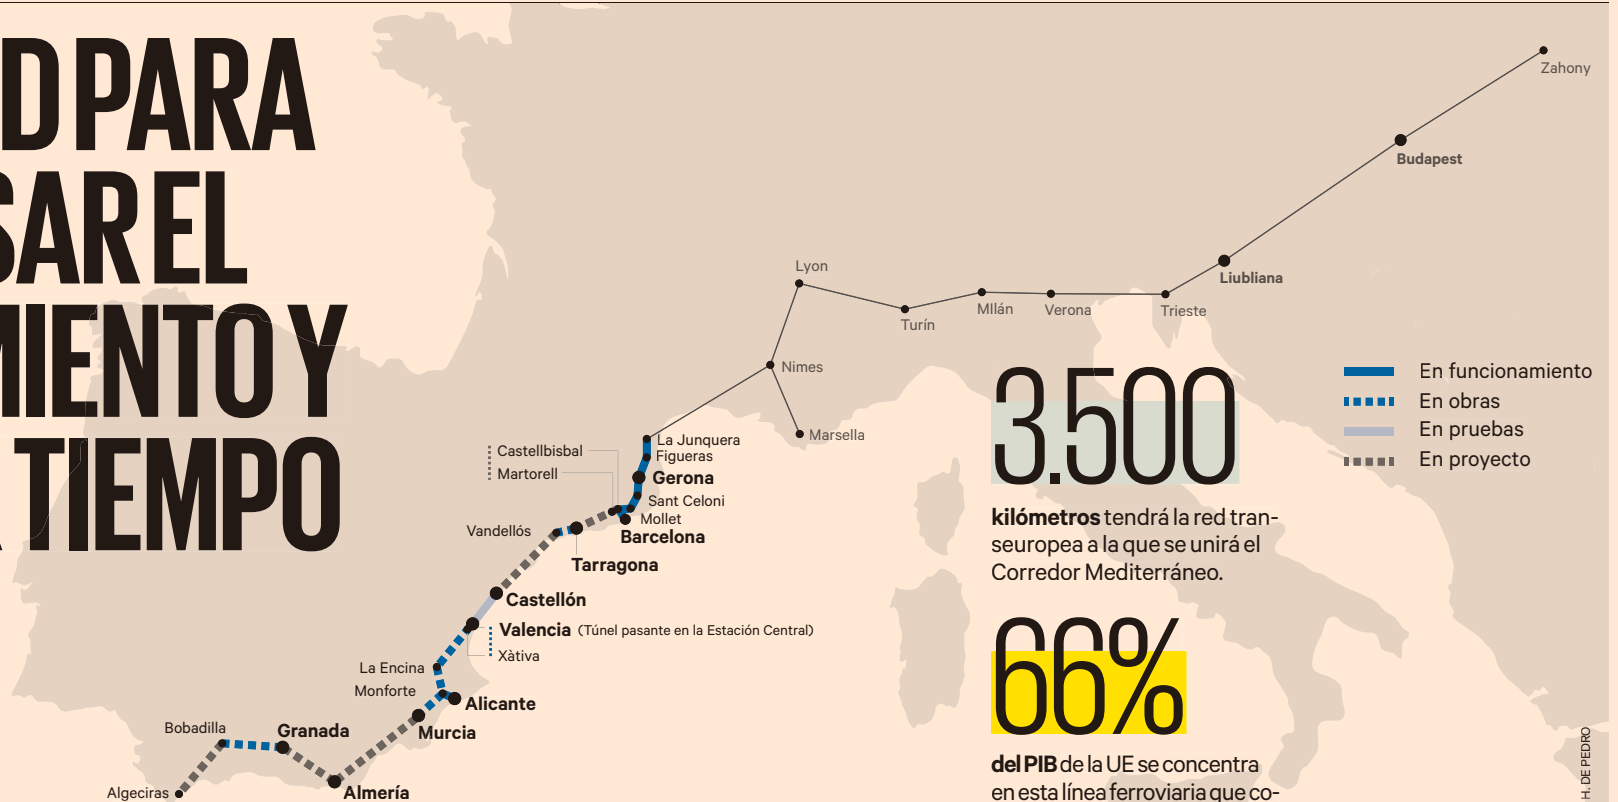 D PARA
SAR EL
MIENTO Y
TIEMPO
Zahony
Budapest
Liubliana
Lyon
Turín
MIlán
Verona
Trieste
Nimes
Marsella
La Junquera
Figueras
Gerona
Sant Celoni
Mollet
Barcelona
Castellbisbal
Martorell
Vandellós
Tarragona
Castellón
Valencia (Túnel pasante en la Estación Central)
Xàtiva
La Encina
Monforte
Alicante
Murcia
Bobadilla
Granada
Algeciras
Almería
3.500
kilómetros tendrá la red tran-
seuropea a la que se unirá el
Corredor Mediterráneo.
66%
del PIB de la UE se concentra
en esta línea ferroviaria que co-
En funcionamiento
En obras
En pruebas
En proyecto
H. DE PEDRO